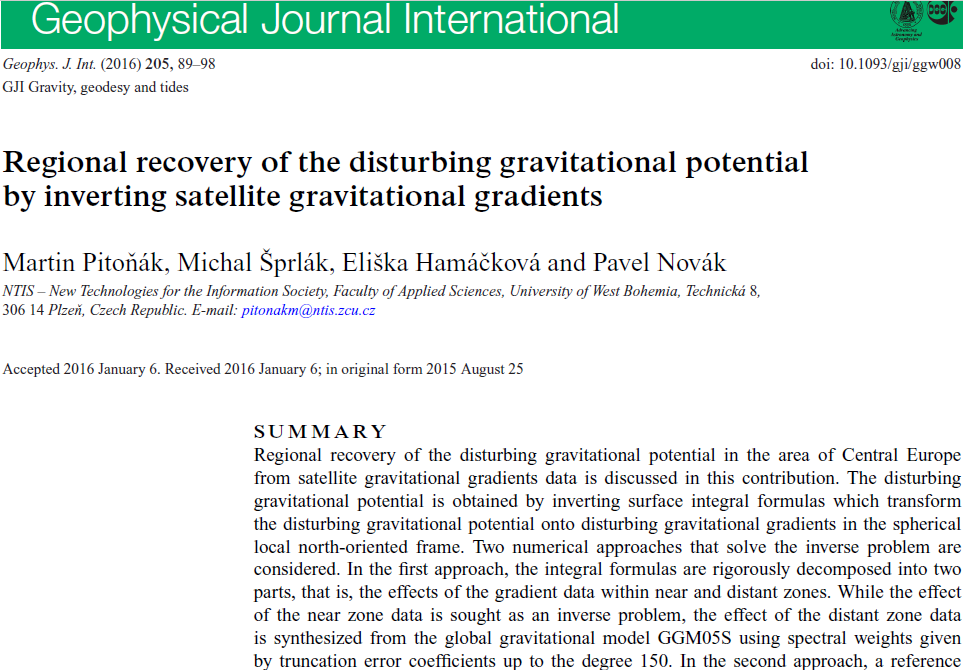 Geophysical Journal International
Advancing
Astronomy and
Geophysics
Geophys. J. Int. (2016) 205, 89–98
doi: 10.1093/gji/ggw008
GJI Gravity, geodesy and tides
Regional recovery of the disturbing gravitational potential
by inverting satellite gravitational gradients
Martin Pitoňák, Michal Šprlák, Eliška Hamáčková and Pavel Novák
NTIS – New Technologies for the Information Society, Faculty of Applied Sciences, University of West Bohemia, Technická 8,
306 14 Plzeň, Czech Republic. E-mail: pitonakm@ntis.zcu.cz
Accepted 2016 January 6. Received 2016 January 6; in original form 2015 August 25
SUMMARY
Regional recovery of the disturbing gravitational potential in the area of Central Europe
from satellite gravitational gradients data is discussed in this contribution. The disturbing
gravitational potential is obtained by inverting surface integral formulas which transform
the disturbing gravitational potential onto disturbing gravitational gradients in the spherical
local north-oriented frame. Two numerical approaches that solve the inverse problem are
considered. In the first approach, the integral formulas are rigorously decomposed into two
parts, that is, the effects of the gradient data within near and distant zones. While the effect
of the near zone data is sought as an inverse problem, the effect of the distant zone data
is synthesized from the global gravitational model GGM05S using spectral weights given
by truncation error coefficients up to the degree 150. In the second approach, a reference